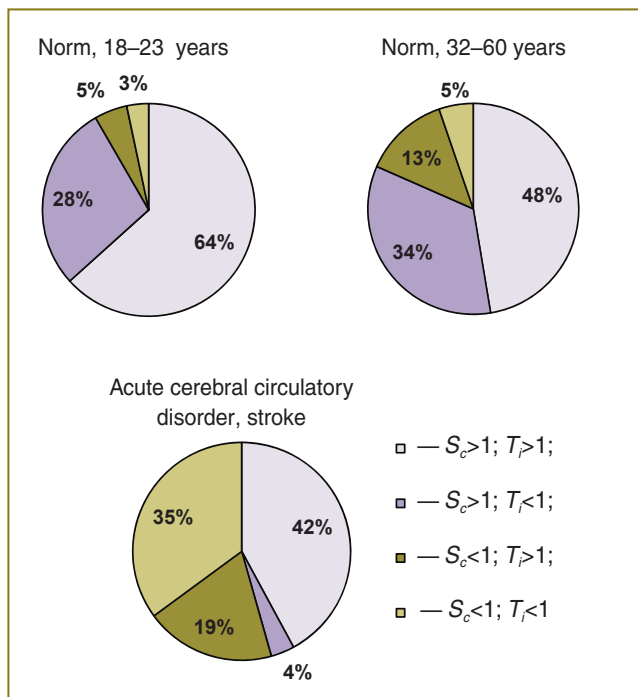 Norm, 18–23 years
5%
3%
28%
64%
Norm, 32–60 years
5%
13%
48%
34%
Acute cerebral circulatory
disorder, stroke
35%
42%
19%
4%
— Sc>1; Ti>1;
— Sc>1; Ti<1;
— Sc<1; Ti>1;
— Sc<1; Ti<1